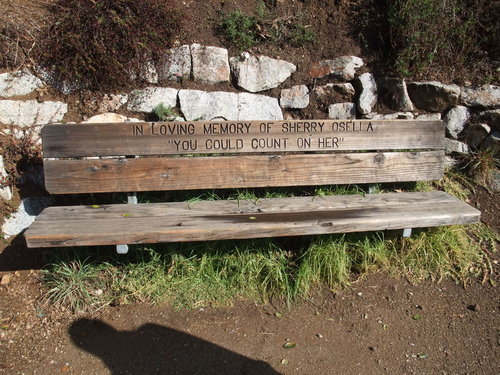 IN LOVING MEMORY OF SHERRY OSELLA
"YOU COULD COUNT ON HER"